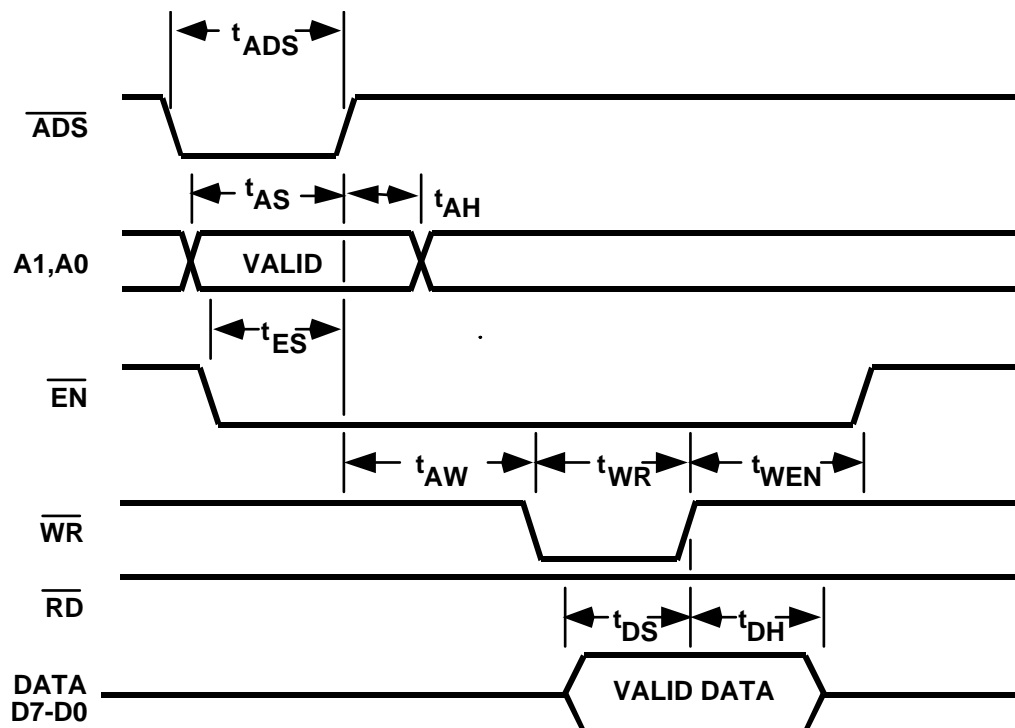 tADS
ADS
tAS
tAH
A1,A0
VALID
tES
EN
tAW
tWR
tWEN
WR
RD
tDS
tDH
DATA
D7-D0
VALID DATA